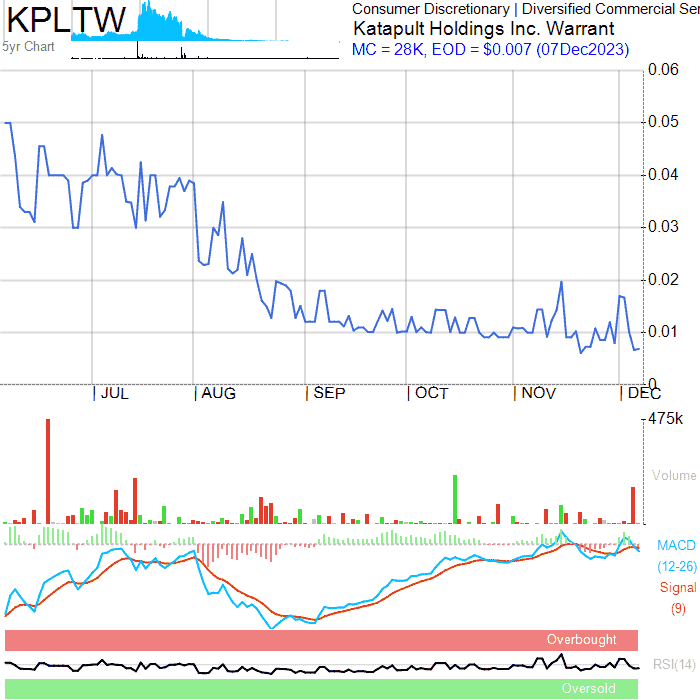 KPLTW
5yr Chart
Consumer Discretionary | Diversified Commercial Ser
Katapult Holdings Inc. Warrant
MC = 28K, EOD = $0.007 (07Dec2023)
0.06
0.05
0.04
0.03
0.02
0.01
0
| JUL
| AUG
| SEP
| OCT
| NOV
| DEC
475k
Volume
MACD
(12-26)
Signal
(9)
Overbought
RSI(14)
Oversold